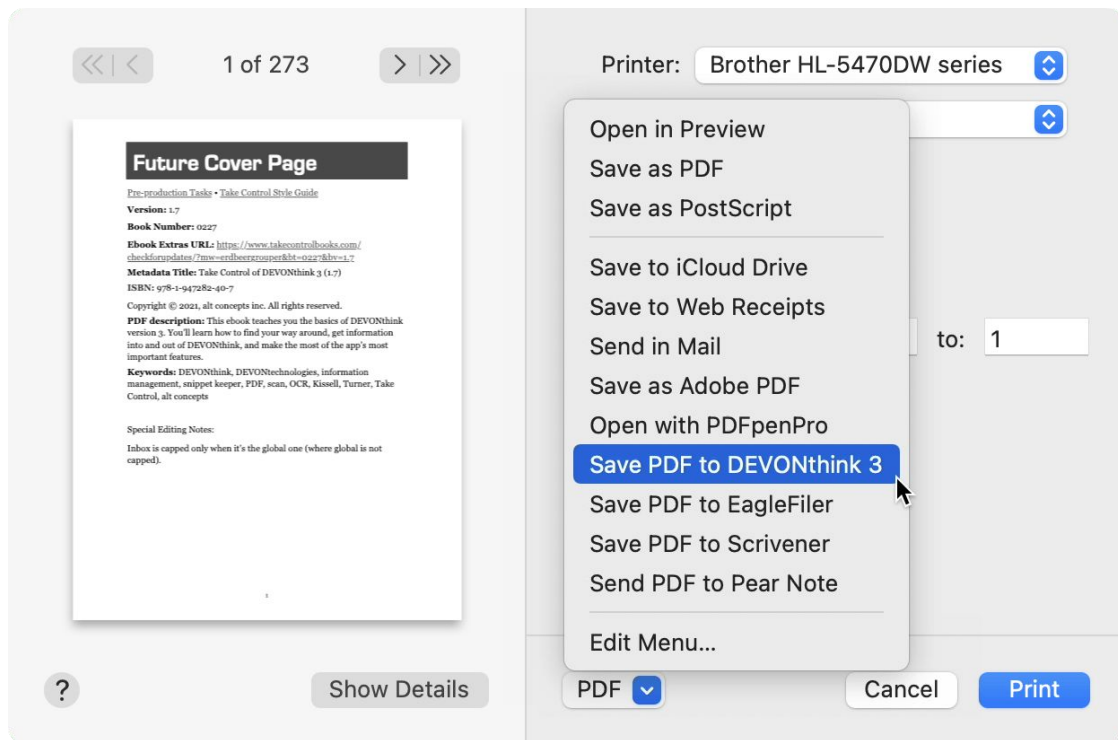 1 of 273
Future Cover Page
Pre-production Tasks • Take Control Style Guide
Version: 1.7
Book Number: 0227
Ebook Extras URL: https://www.takecontrolbooks.com/
checkforupdates/?mw=erdbeergrouper&bt=0227&bv=1.7
Metadata Title: Take Control of DEVONthink 3 (1.7)
ISBN: 978-1-947282-40-7
Copyright © 2021, alt concepts inc. All rights reserved.
PDF description: This ebook teaches you the basics of DEVONthink
version 3. You'll learn how to find your way around, get information
into and out of DEVONthink, and make the most of the app's most
important features.
Keywords: DEVONthink, DEVONtechnologies, information
management, snippet keeper, PDF, scan, OCR, Kissell, Turner, Take
Control, alt concepts
Special Editing Notes:
Inbox is capped only when it's the global one (where global is not
capped).
1
?
Show Details
Printer: Brother HL-5470DW series
Open in Preview
Save as PDF
Save as PostScript
Save to iCloud Drive
Save to Web Receipts
Send in Mail
to: 1
Save as Adobe PDF
Open with PDFpenPro
Save PDF to DEVONthink 3
Save PDF to EagleFiler
Save PDF to Scrivener
Send PDF to Pear Note
Edit Menu...
PDF
Cancel
Print